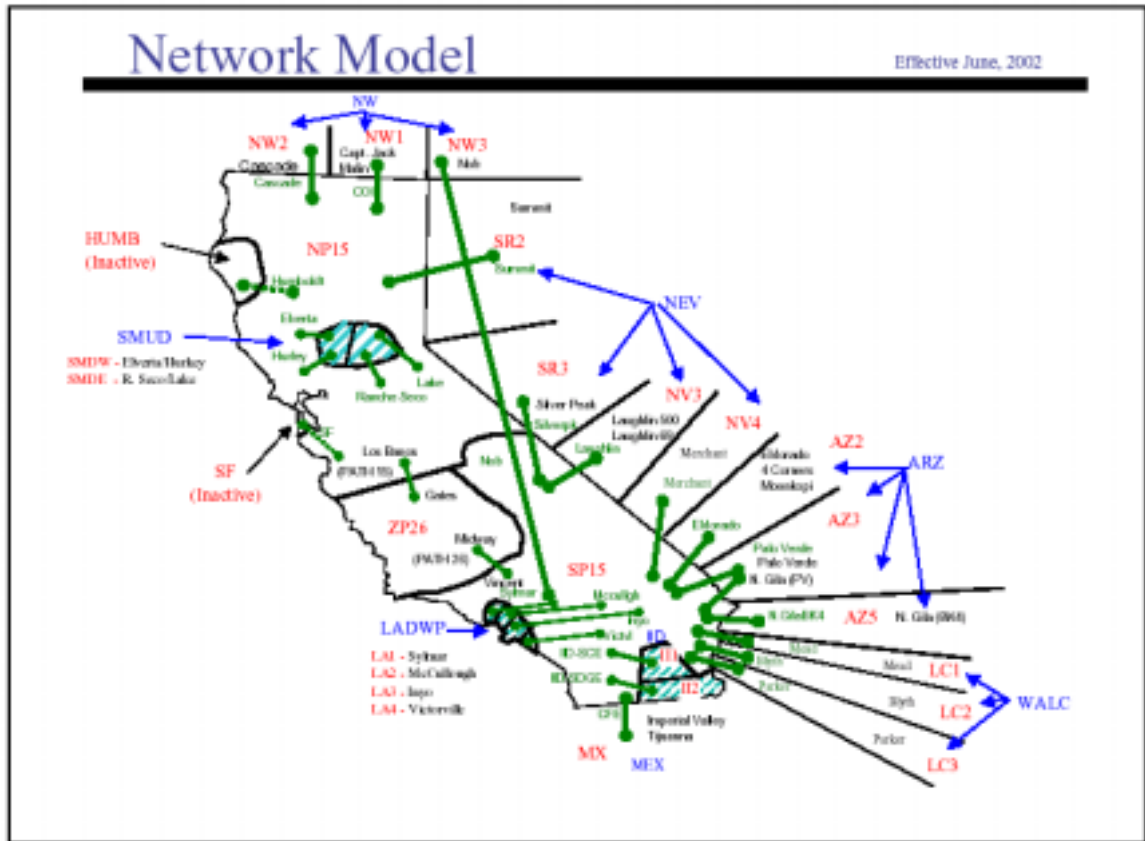 Network Model
Effective June, 2002
NW
NW2
NW1
NW3
Cascade
Cascade
Capt. Jack
Malin
COI
Nob
Summit
HUMB
(Inactive)
NP15
SR2
Summit
Humboldt
NEV
SMUD
Elverta
Hurley
Lake
Rancho Seco
SMDW - Elverta/Hurkey
SMDE - R. Seco/Lake
SR3
NV3
NV4
Silver Peak
Silverpk
Laughlin 500
Laughlin
Merchant
Merchant
AZ2
Eldorado
4 Corners
Moenkopi
ARZ
AZ3
SF
SF
(Inactive)
Los Banos
(PATH 15)
Gates
Nob
ZP26
Midway
(PATH 26)
Vincent
Eldorado
Palo Verde
Palo Verde
N. Gila (PV)
SP15
Sylmar
Mccullgh
Inyo
Victvl
AZ5
N. Gila
LADWP
LA1 - Sylmar
LA2 - McCullough
LA3 - Inyo
LA4 - Victorville
IID
II1
II2
IID-SCE
IID-SDGE
CFE
Mead
Mead
LC1
Blyth
Blyth
LC2
Parker
Parker
LC3
WALC
Imperial Valley
Tijuanna
MX
MEX